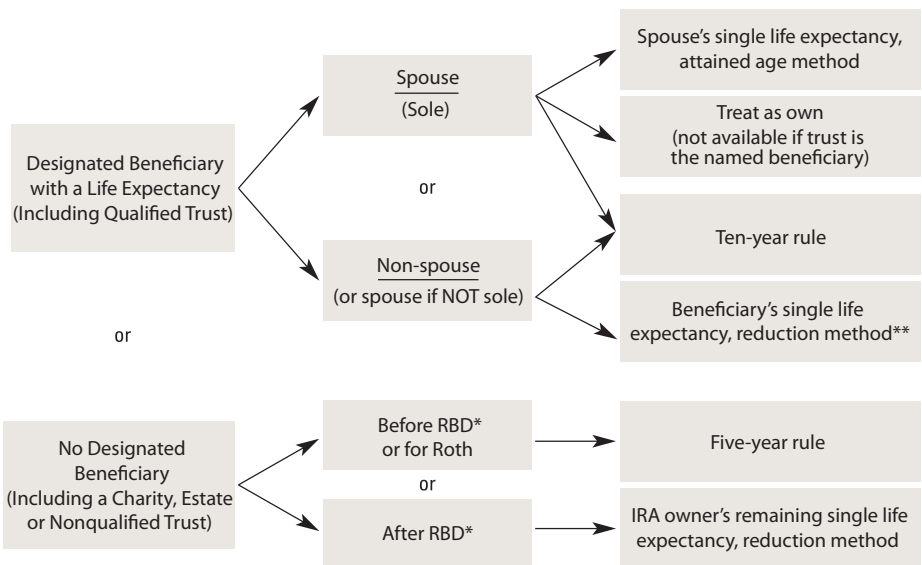 Designated Beneficiary
with a Life Expectancy
(Including Qualified Trust)
or
No Designated
Beneficiary
(Including a Charity, Estate
or Nonqualified Trust)
Spouse
(Sole)
or
Non-spouse
(or spouse if NOT sole)
Before RBD*
or for Roth
or
After RBD*
Spouse’s single life expectancy,
attained age method
Treat as own
(not available if trust is
the named beneficiary)
Ten-year rule
Beneficiary’s single life
expectancy, reduction method**
Five-year rule
IRA owner’s remaining single life
expectancy, reduction method